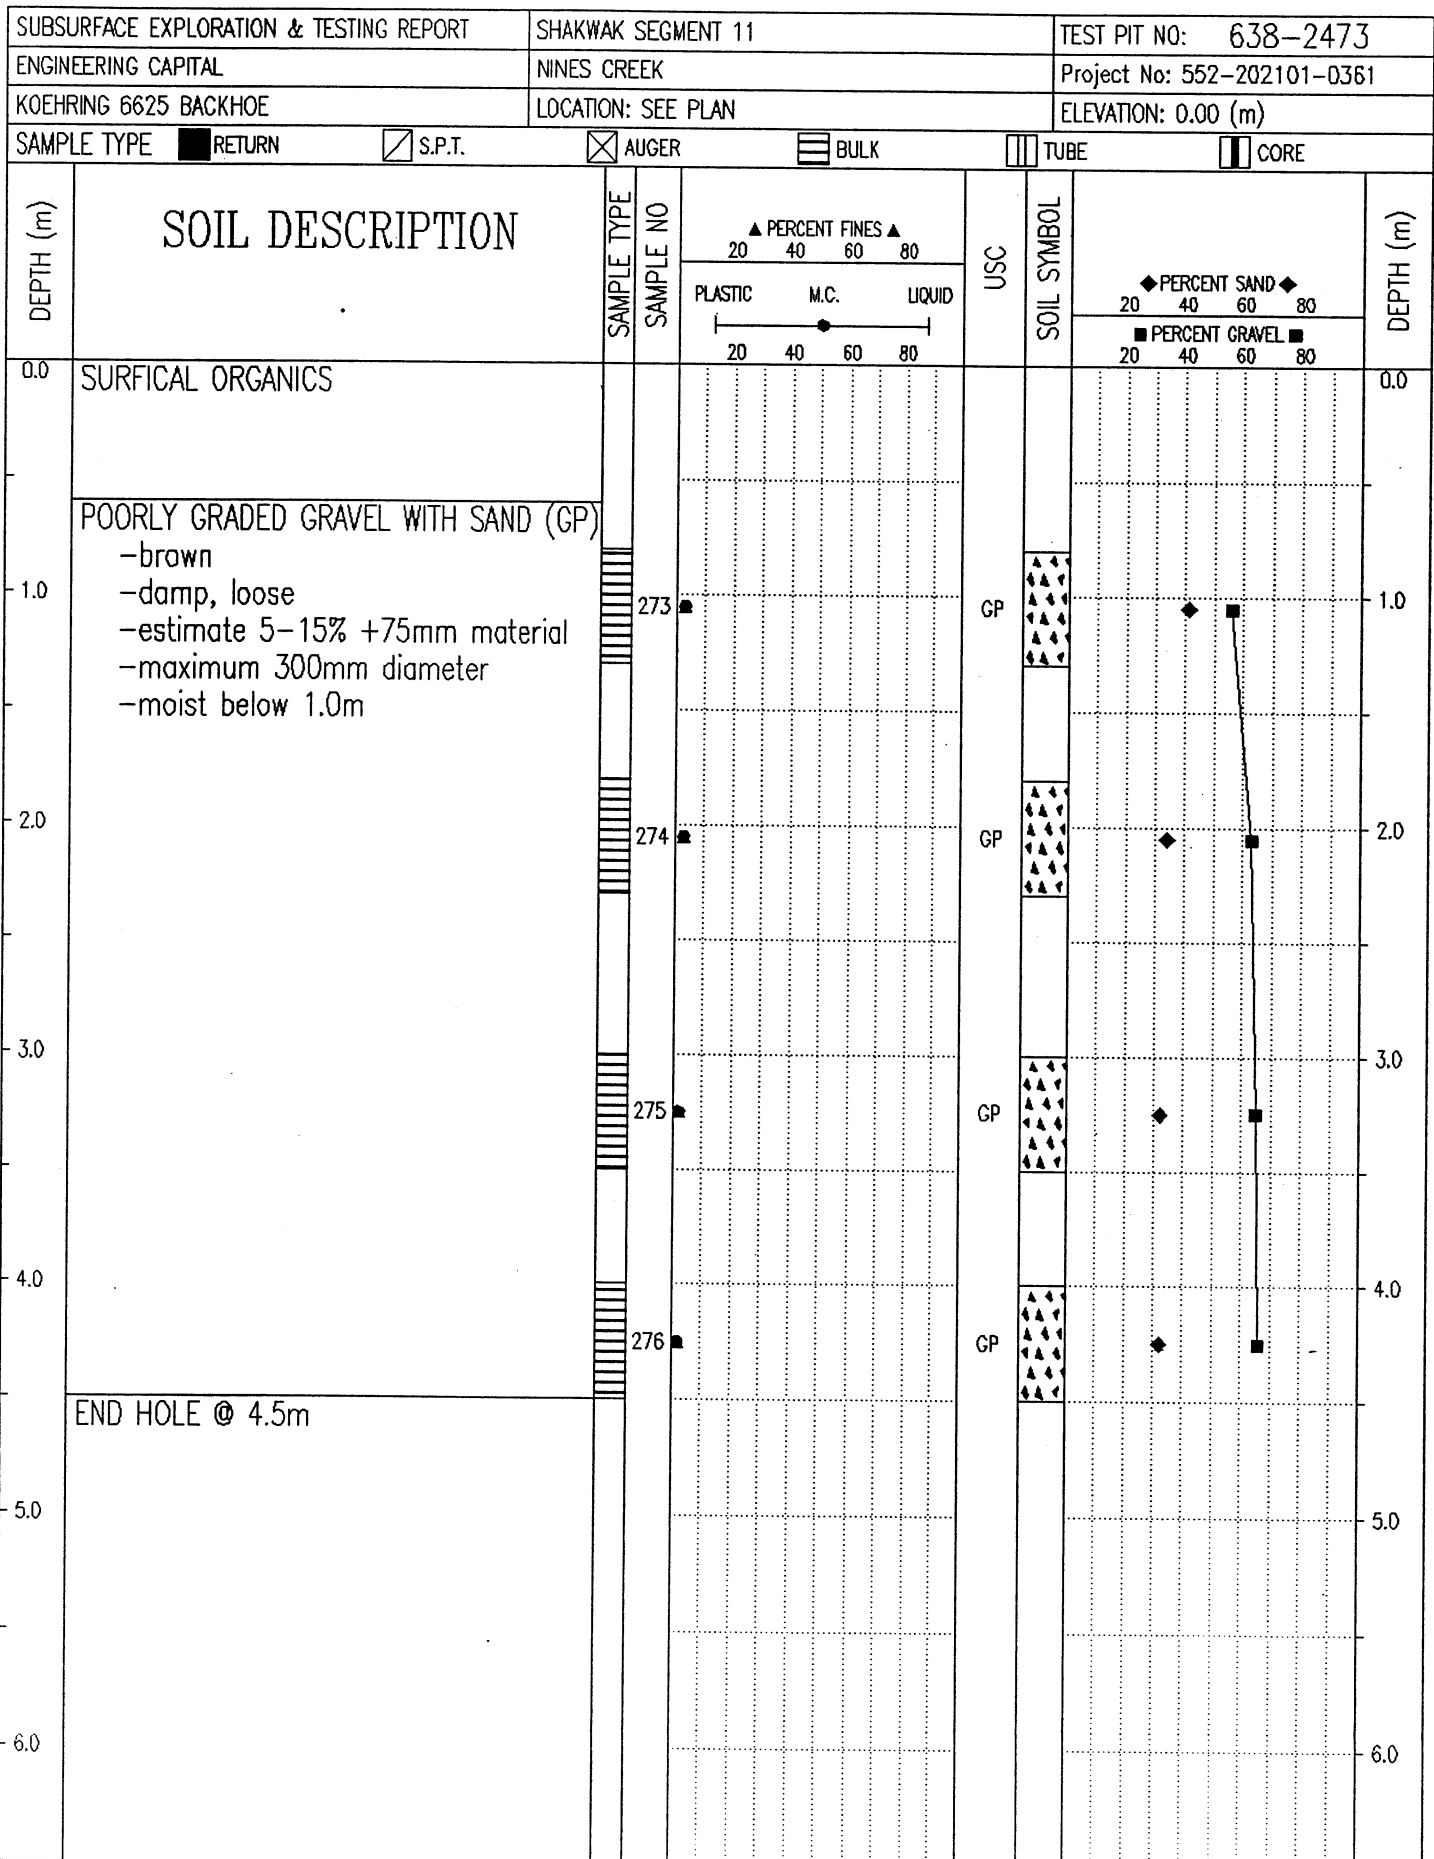 SUBSURFACE EXPLORATION & TESTING REPORT
SHAKWAK SEGMENT 11
TEST PIT NO: 638-2473
ENGINEERING CAPITAL
NINES CREEK
Project No: 552-202101-0361
KOEHRING 6625 BACKHOE
LOCATION: SEE PLAN
ELEVATION: 0.00 (m)
SAMPLE TYPE RETURN S.P.T. AUGER BULK TUBE CORE
DEPTH (m)
SOIL DESCRIPTION
SAMPLE TYPE
SAMPLE NO
▲ PERCENT FINES ▲
20 40 60 80
PLASTIC M.C. LIQUID
20 40 60 80
USC
SOIL SYMBOL
◆PERCENT SAND◆
20 40 60 80
■ PERCENT GRAVEL ■
20 40 60 80
DEPTH (m)
0.0
SURFICAL ORGANICS
0.0
POORLY GRADED GRAVEL WITH SAND (GP)
-brown
1.0
-damp, loose
273
GP
1.0
-estimate 5-15% +75mm material
-maximum 300mm diameter
-moist below 1.0m
2.0
274
GP
2.0
3.0
3.0
275
GP
4.0
4.0
276
GP
END HOLE @ 4.5m
5.0
5.0
6.0
6.0